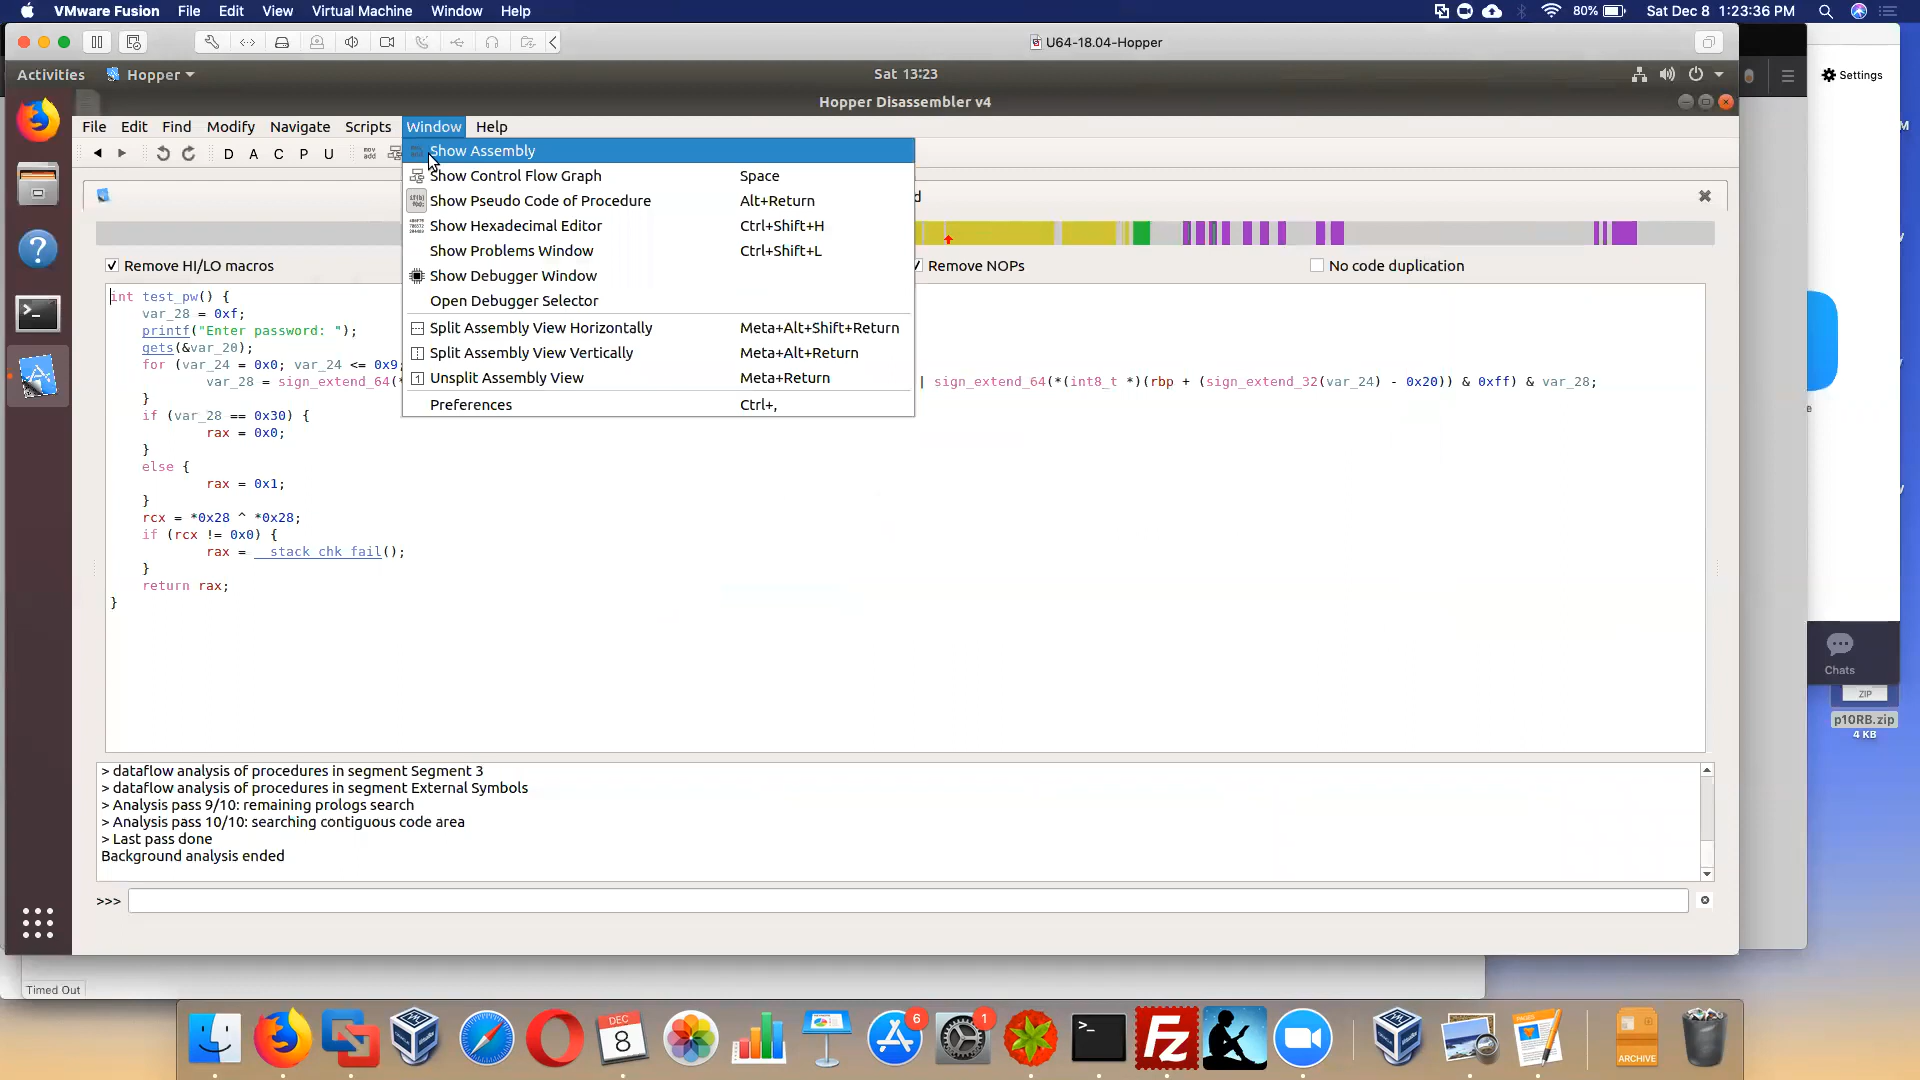 VMware Fusion File Edit View Virtual Machine Window Help 80% Sat Dec 8 1:23:36 PM
U64-18.04-Hopper
Activities Hopper Sat 13:23 Settings
Hopper Disassembler v4
File Edit Find Modify Navigate Scripts Window Help
D A C P U
Show Assembly
Show Control Flow Graph Space
Show Pseudo Code of Procedure Alt+Return
Show Hexadecimal Editor Ctrl+Shift+H
Show Problems Window Ctrl+Shift+L
Show Debugger Window
Open Debugger Selector
Split Assembly View Horizontally Meta+Alt+Shift+Return
Split Assembly View Vertically Meta+Alt+Return
Unsplit Assembly View Meta+Return
Preferences Ctrl+,
Remove HI/LO macros Remove NOPs No code duplication
int test_pw() {
var_28 = 0xf;
printf("Enter password: ");
gets(&var_20);
for (var_24 = 0x0; var_24 <= 0x9;
var_28 = sign_extend_64(* | sign_extend_64(*(int8_t *)(rbp + (sign_extend_32(var_24) - 0x20)) & 0xff) & var_28;
}
if (var_28 == 0x30) {
rax = 0x0;
}
else {
rax = 0x1;
}
rcx = *0x28 ^ *0x28;
if (rcx != 0x0) {
rax = __stack_chk_fail();
}
return rax;
}
Chats
ZIP
p10RB.zip
4 KB
> dataflow analysis of procedures in segment Segment 3
> dataflow analysis of procedures in segment External Symbols
> Analysis pass 9/10: remaining prologs search
> Analysis pass 10/10: searching contiguous code area
> Last pass done
Background analysis ended
>>>
Timed Out
DEC
8
6
1
ARCHIVE